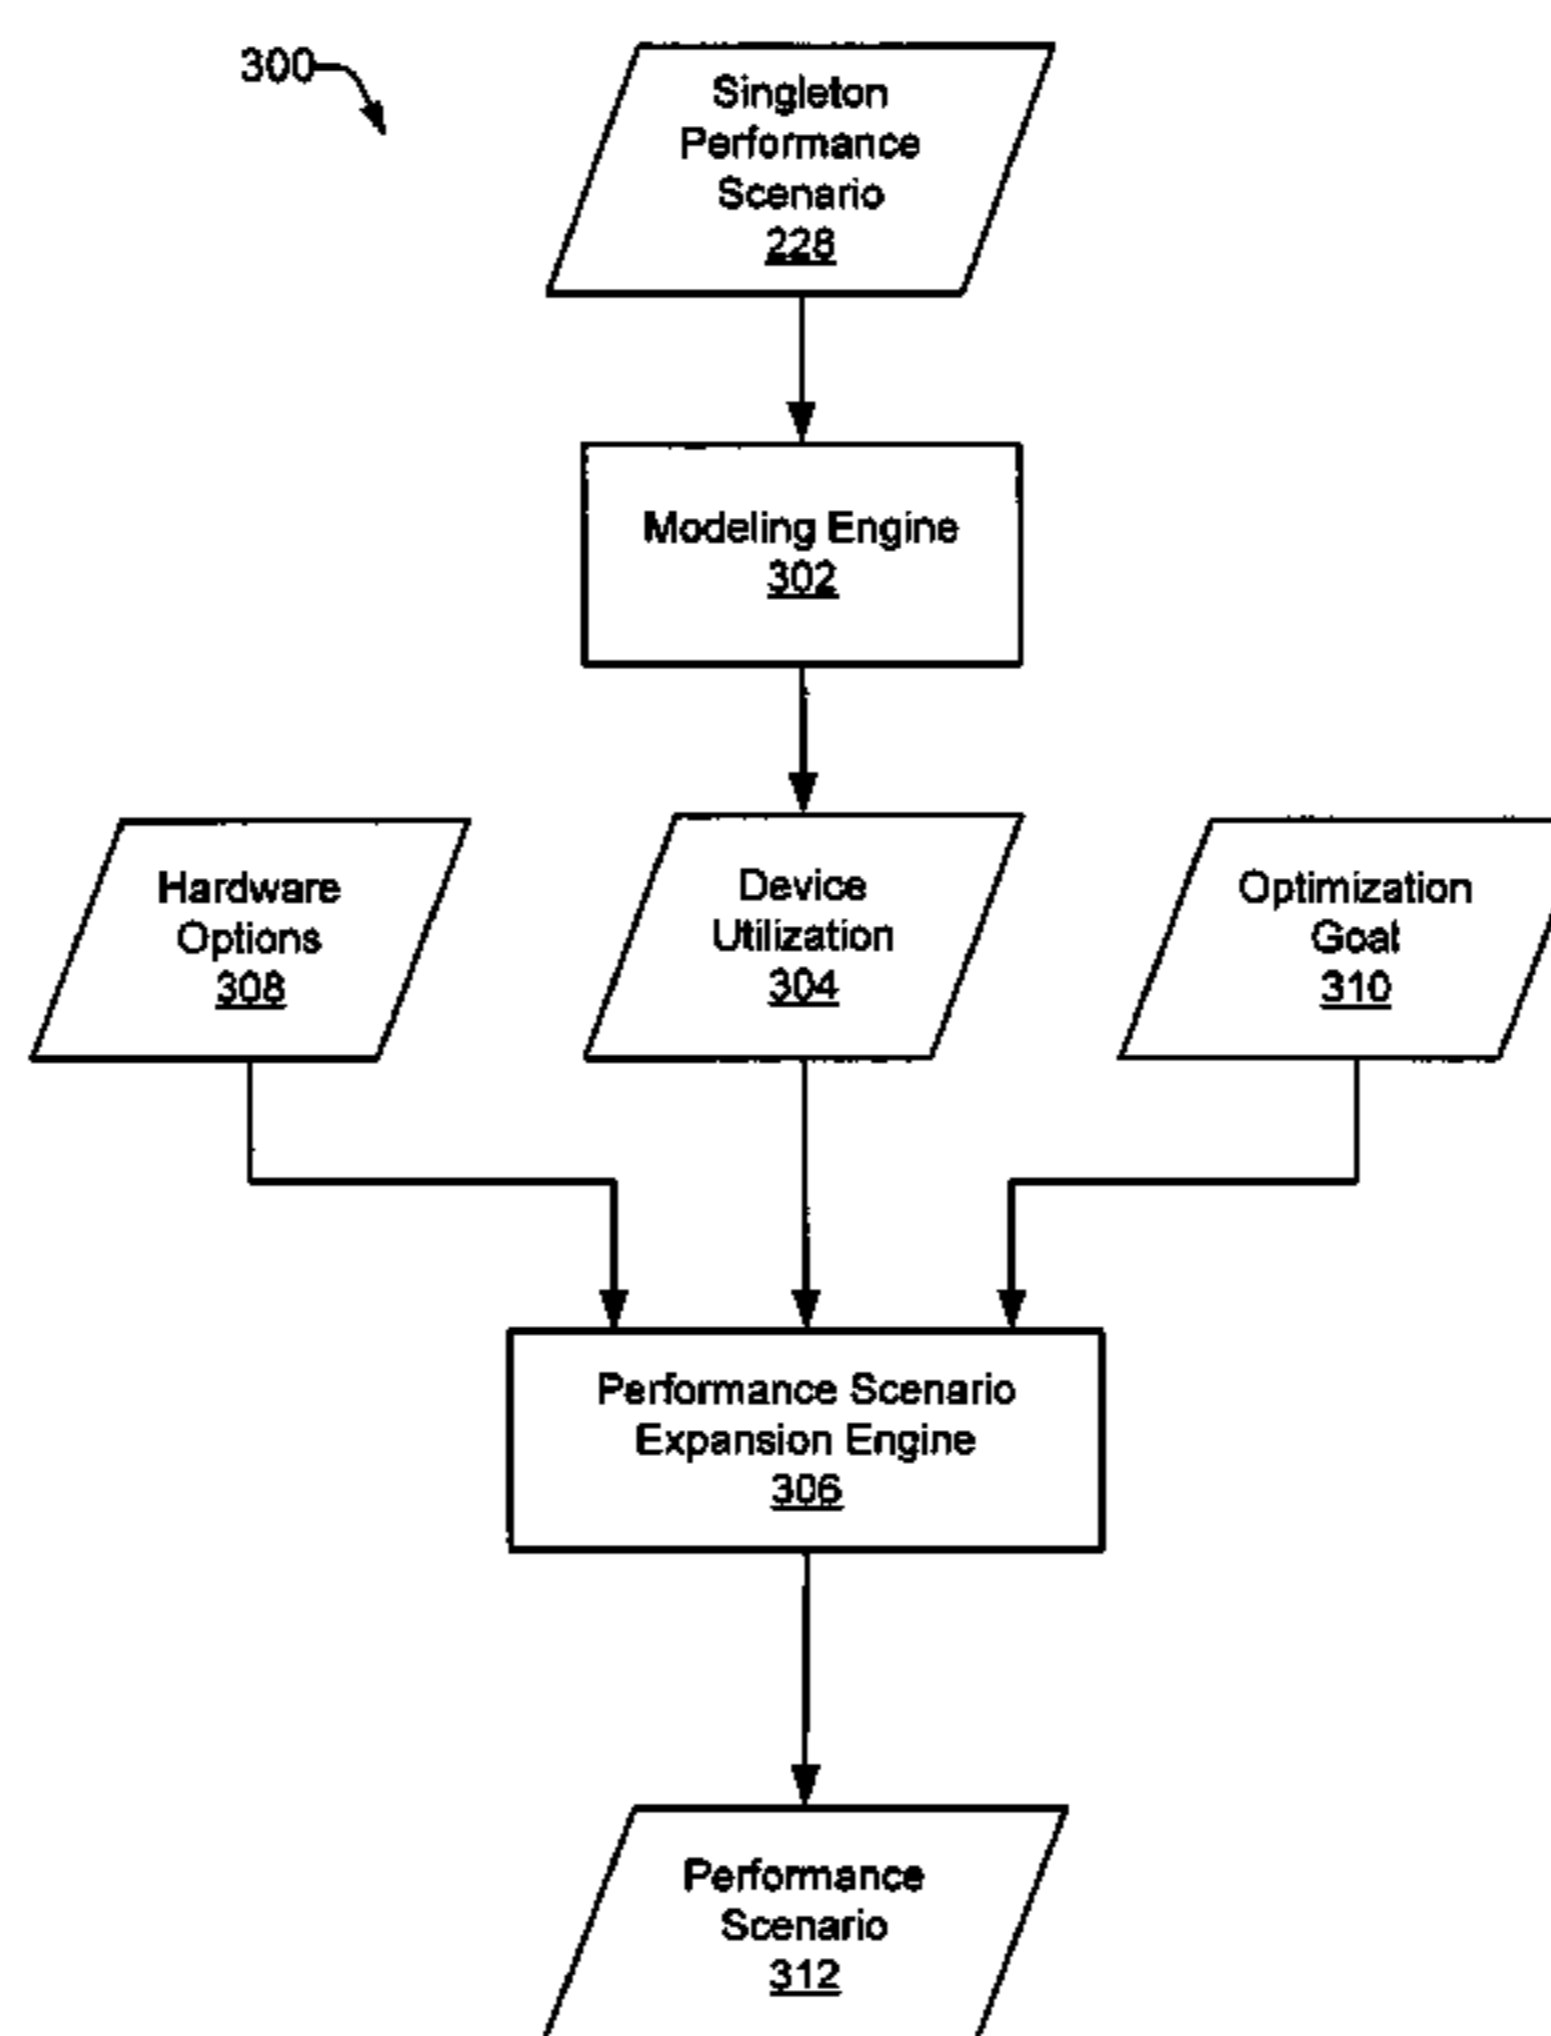 300
Singleton
Performance
Scenario
228
Modeling Engine
302
Hardware
Options
308
Device
Utilization
304
Optimization
Goal
310
Performance Scenario
Expansion Engine
306
Performance
Scenario
312